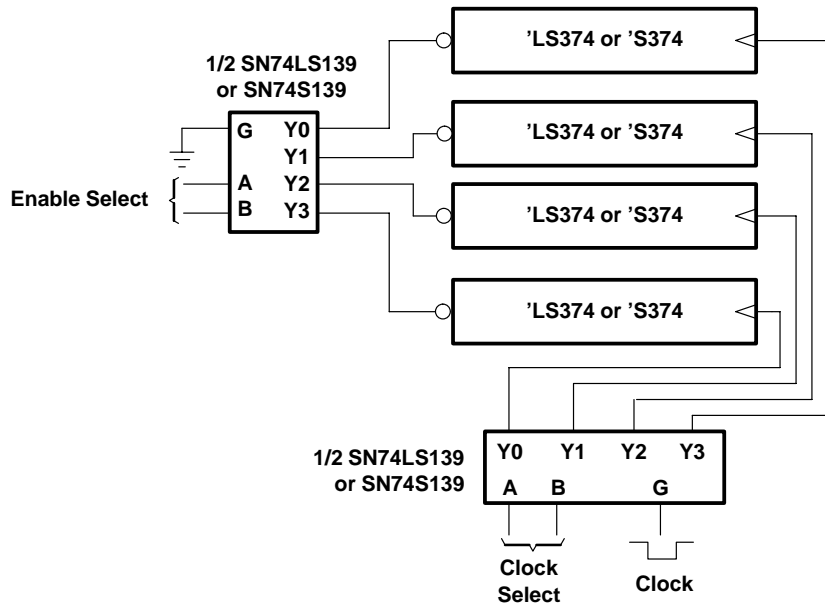 ’LS374 or ’S374
1/2 SN74LS139
or SN74S139
G Y0
Y1
A Y2
B Y3
Enable Select
’LS374 or ’S374
’LS374 or ’S374
’LS374 or ’S374
1/2 SN74LS139
or SN74S139
Y0 Y1 Y2 Y3
A B G
Clock
Select
Clock